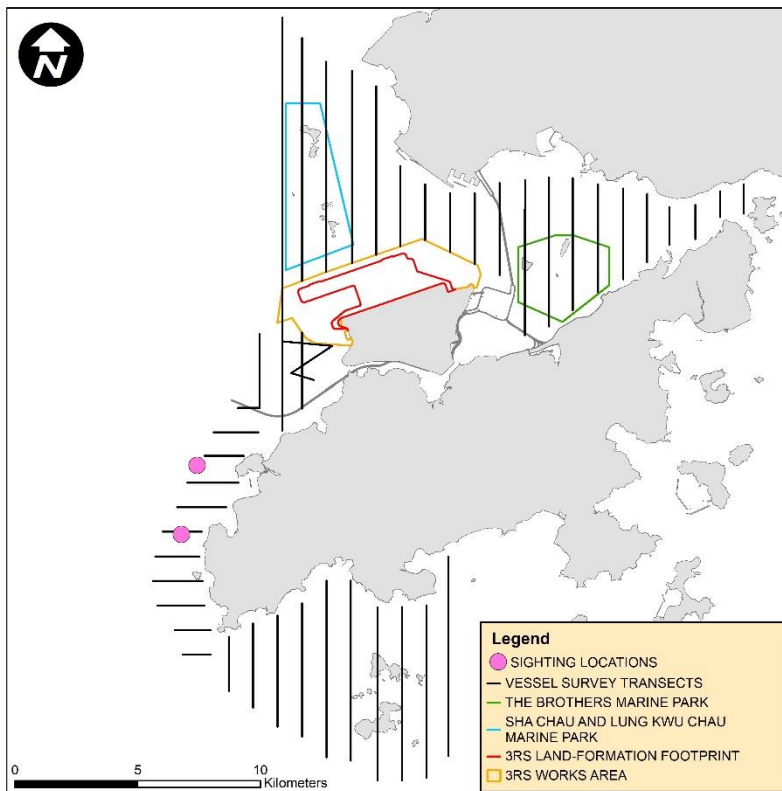 N
Legend
SIGHTING LOCATIONS
VESSEL SURVEY TRANSECTS
THE BROTHERS MARINE PARK
SHA CHAU AND LUNG KWU CHAU
MARINE PARK
3RS LAND-FORMATION FOOTPRINT
3RS WORKS AREA
0 5 10
Kilometers